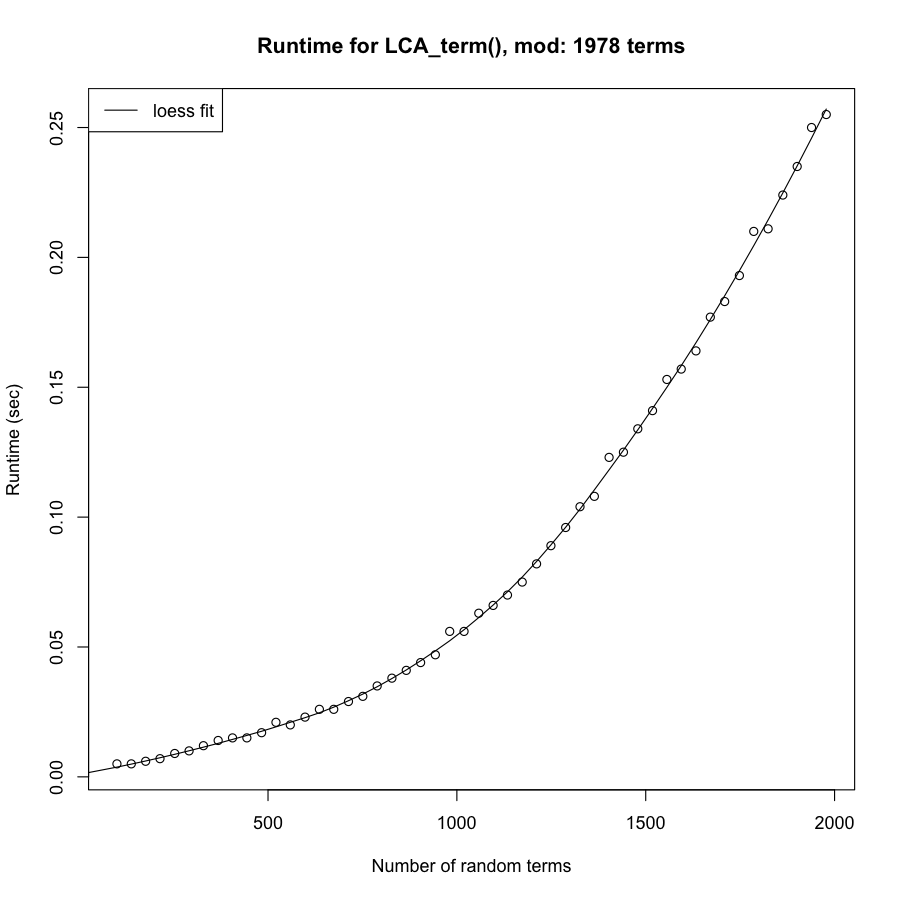 Runtime for LCA_term(), mod: 1978 terms
loess fit
0.25
0.20
0.15
0.10
0.05
0.00
Runtime (sec)
500 1000 1500 2000
Number of random terms